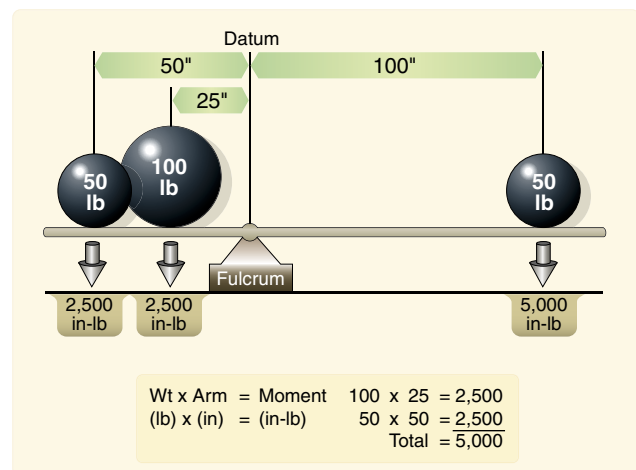 Datum
50"
100"
25"
50
lb
100
lb
50
lb
Fulcrum
2,500
in-lb
2,500
in-lb
5,000
in-lb
Wt x Arm = Moment 100 x 25 = 2,500
(lb) x (in) = (in-lb) 50 x 50 = 2,500
Total = 5,000